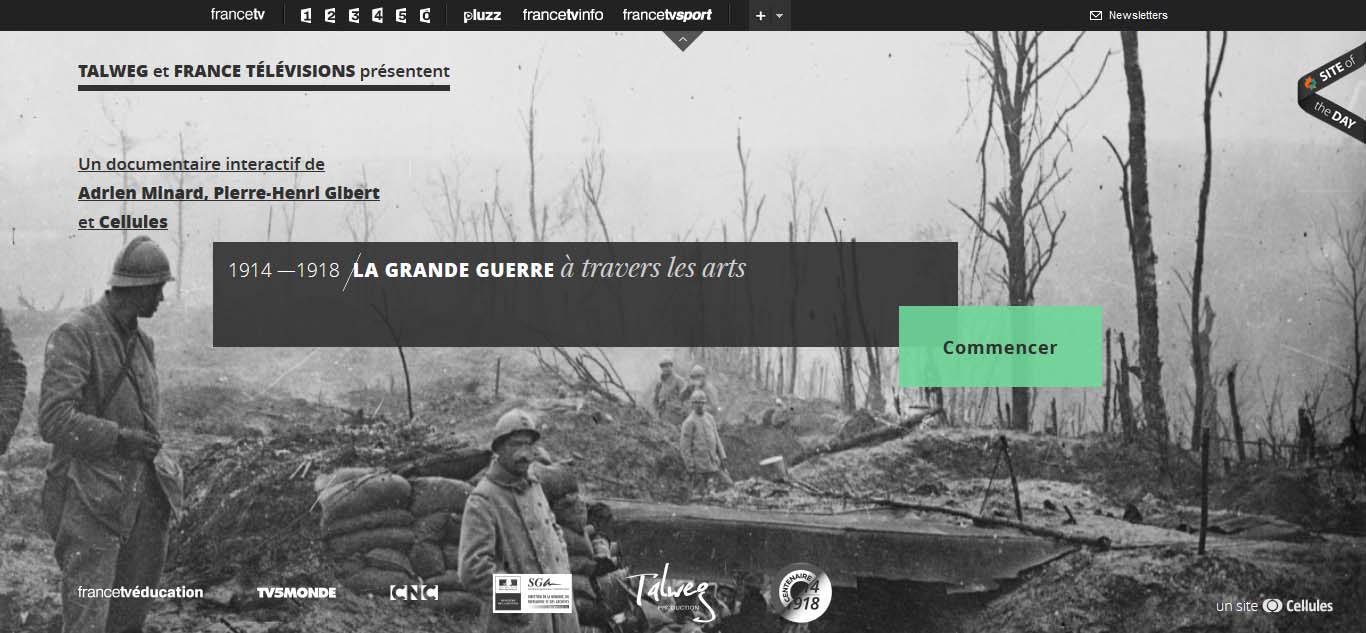 francetv 1 2 3 4 5 ô pluzz francetvinfo francetvsport + Newsletters
TALWEG et FRANCE TÉLÉVISIONS présentent
SITE of
the DAY
Un documentaire interactif de
Adrien Minard, Pierre-Henri Gibert
et Cellules
1914 —1918 / LA GRANDE GUERRE à travers les arts
Commencer
francetvéducation TV5MONDE CNC SGA Talweg PRODUCTION CENTENAIRE 14 1918
un site Cellules